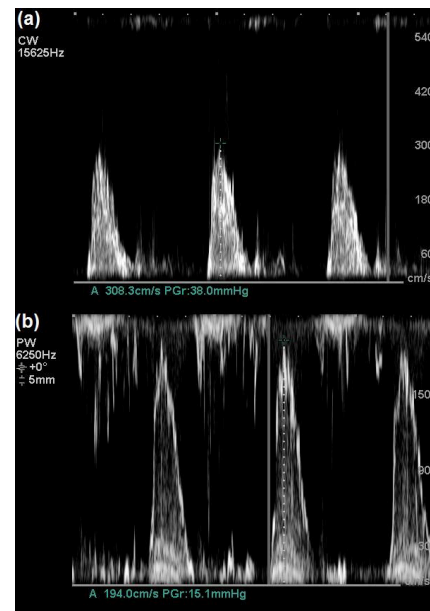 (a)
CW
15625Hz
540
420
300
180
60
cm/s
A 308.3cm/s PGr:38.0mmHg
(b)
PW
6250Hz
+0°
5mm
150
90
30
A 194.0cm/s PGr:15.1mmHg